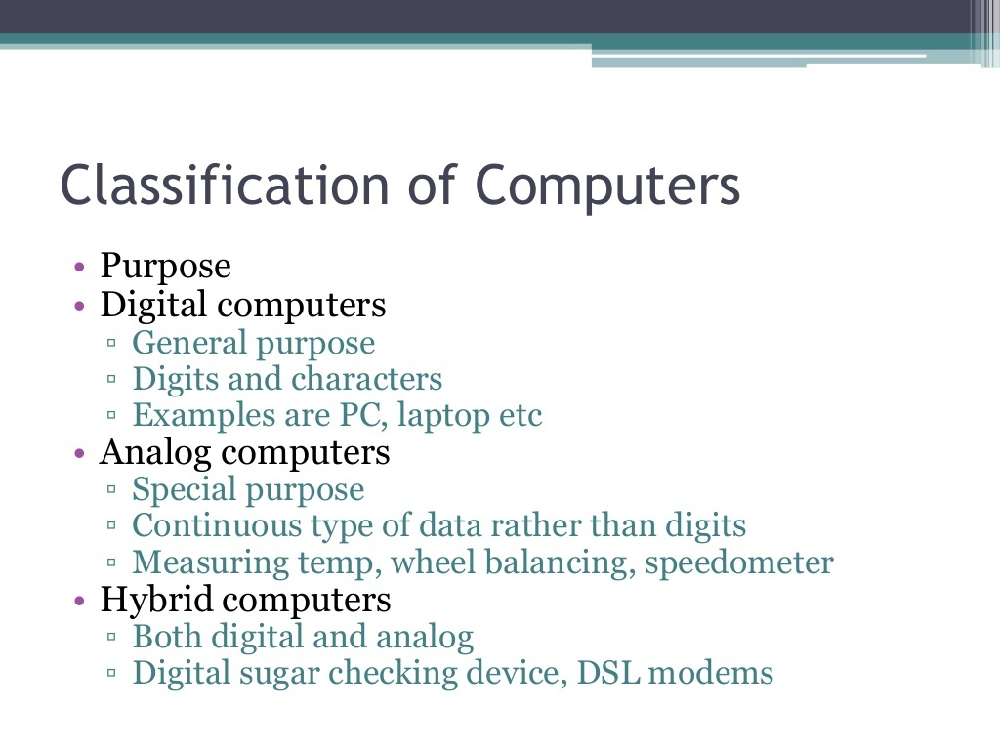 Classification of Computers
• Purpose
• Digital computers
▫ General purpose
▫ Digits and characters
▫ Examples are PC, laptop etc
• Analog computers
▫ Special purpose
▫ Continuous type of data rather than digits
▫ Measuring temp, wheel balancing, speedometer
• Hybrid computers
▫ Both digital and analog
▫ Digital sugar checking device, DSL modems